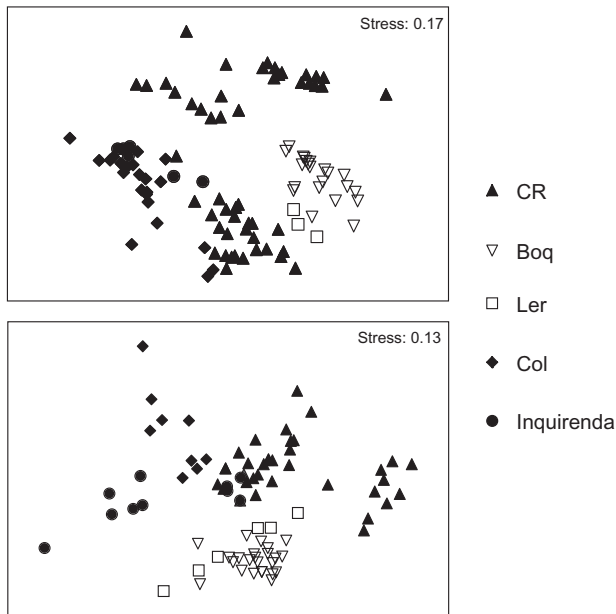 Stress: 0.17
CR
Boq
Ler
Stress: 0.13
Col
Inquirenda